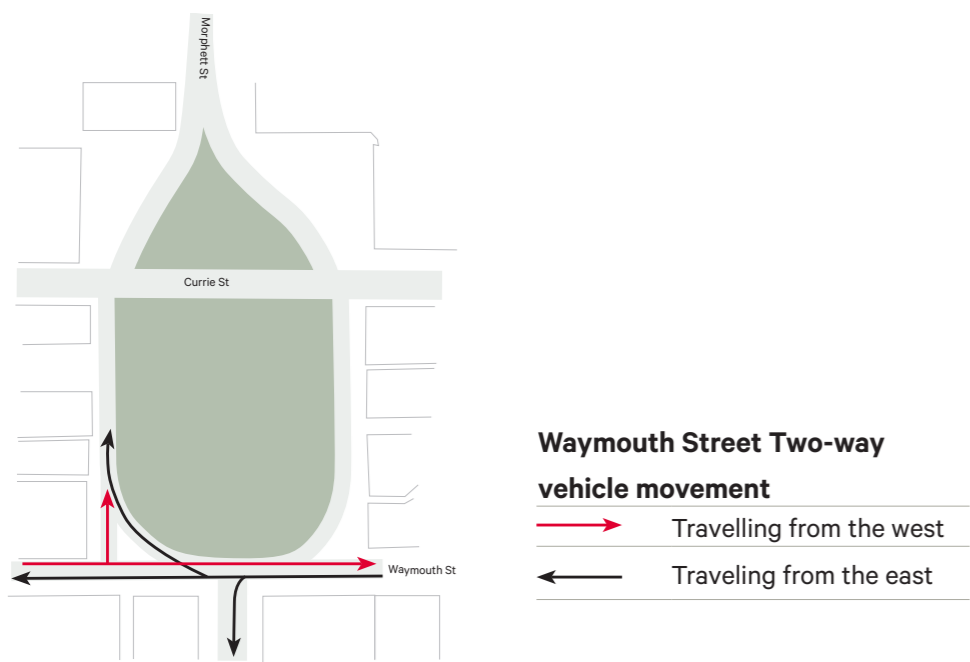 Morphett St
Currie St
Waymouth St
Waymouth Street Two-way
vehicle movement
Travelling from the west
Traveling from the east